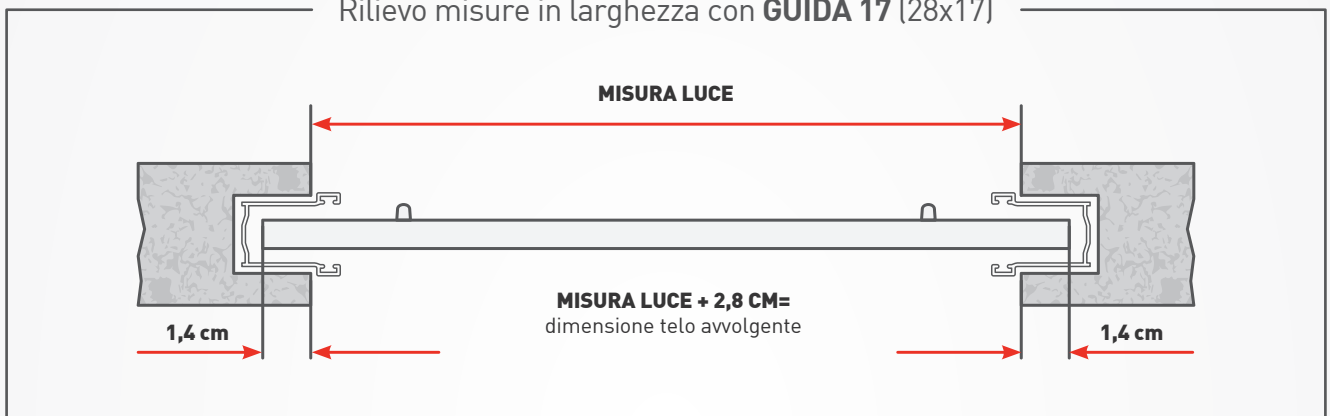 Rilievo misure in larghezza con GUIDA 17 (28x17)
MISURA LUCE
MISURA LUCE + 2,8 CM=
dimensione telo avvolgente
1,4 cm
1,4 cm